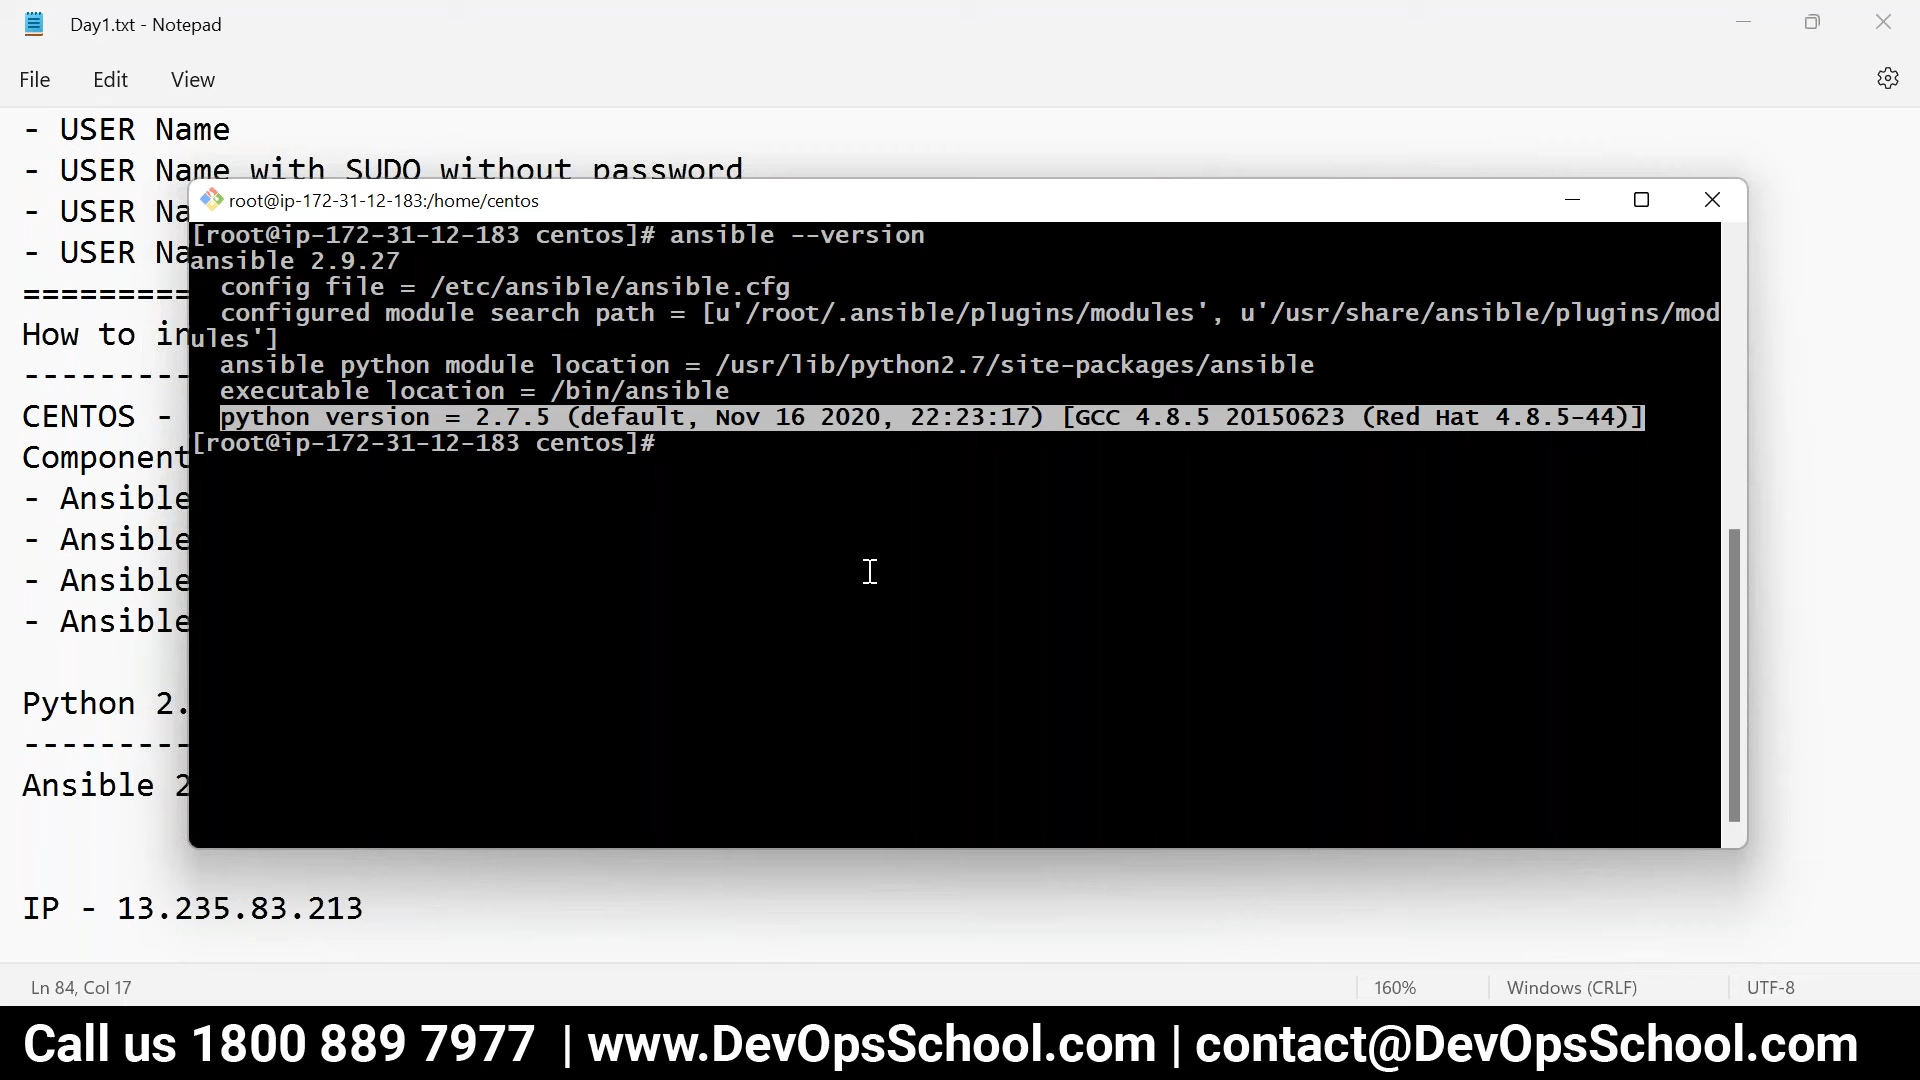 Day1.txt - Notepad
File Edit View
- USER Name
- USER Name with SUDO without password
- USER Na
- USER Na
=========
How to in
---------
CENTOS -
Component
- Ansible
- Ansible
- Ansible
- Ansible
Python 2.
---------
Ansible 2
IP - 13.235.83.213
root@ip-172-31-12-183:/home/centos
[root@ip-172-31-12-183 centos]# ansible --version
ansible 2.9.27
config file = /etc/ansible/ansible.cfg
configured module search path = [u'/root/.ansible/plugins/modules', u'/usr/share/ansible/plugins/mod
ules']
ansible python module location = /usr/lib/python2.7/site-packages/ansible
executable location = /bin/ansible
python version = 2.7.5 (default, Nov 16 2020, 22:23:17) [GCC 4.8.5 20150623 (Red Hat 4.8.5-44)]
[root@ip-172-31-12-183 centos]#
Ln 84, Col 17 160% Windows (CRLF) UTF-8
Call us 1800 889 7977 | www.DevOpsSchool.com | contact@DevOpsSchool.com